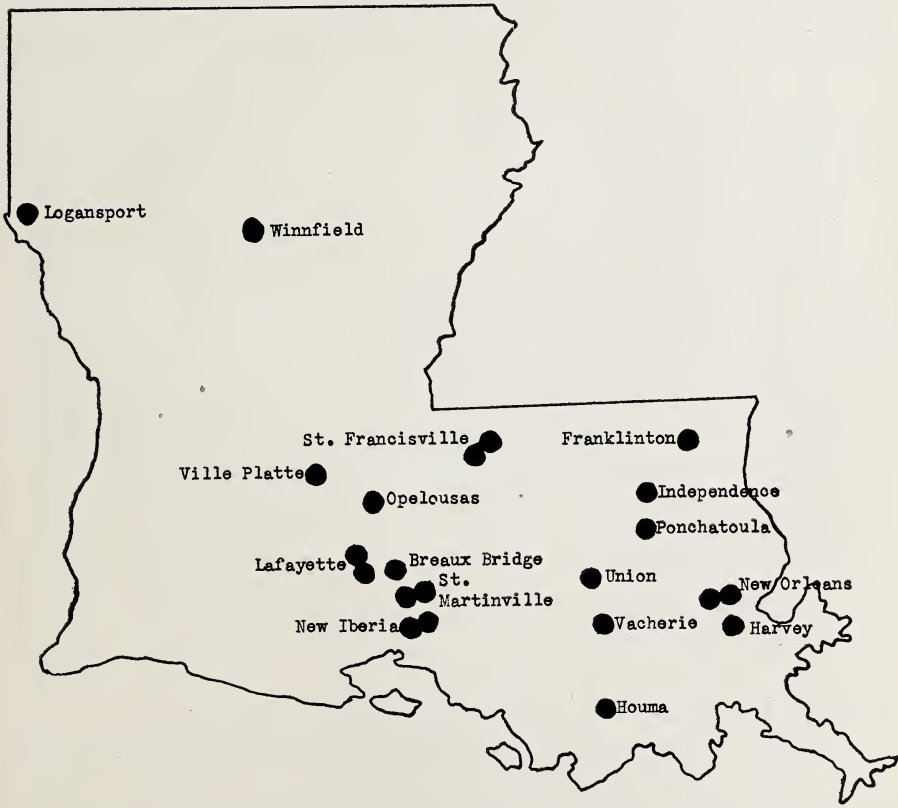 Logansport
Winnfield
St. Francisville
Franklinton
Ville Platte
Opelousas
Independence
Ponchatoula
Lafayette
Breaux Bridge
St.
Martinville
Union
New Orleans
New Iberia
Vacherie
Harvey
Houma